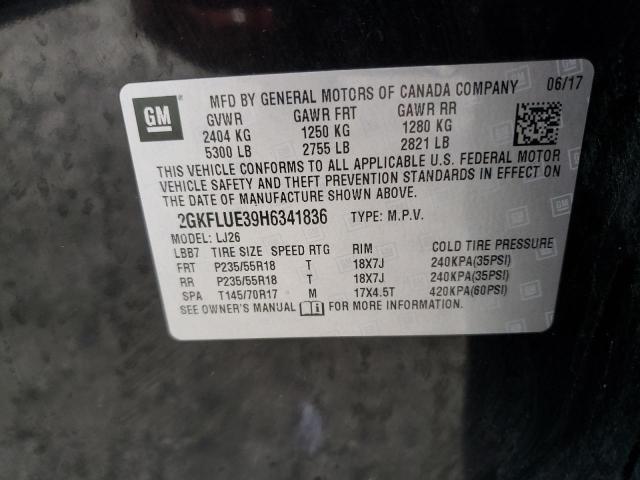 GM
MFD BY GENERAL MOTORS OF CANADA COMPANY 06/17
GVWR GAWR FRT GAWR RR
2404 KG 1250 KG 1280 KG
5300 LB 2755 LB 2821 LB
THIS VEHICLE CONFORMS TO ALL APPLICABLE U.S. FEDERAL MOTOR
VEHICLE SAFETY AND THEFT PREVENTION STANDARDS IN EFFECT ON
THE DATE OF MANUFACTURE SHOWN ABOVE.
2GKFLUE39H6341836 TYPE: M.P.V.
MODEL: LJ26
LBB7 TIRE SIZE SPEED RTG RIM COLD TIRE PRESSURE
FRT P235/55R18 T 18X7J 240KPA(35PSI)
RR P235/55R18 T 18X7J 240KPA(35PSI)
SPA T145/70R17 M 17X4.5T 420KPA(60PSI)
SEE OWNER'S MANUAL FOR MORE INFORMATION.